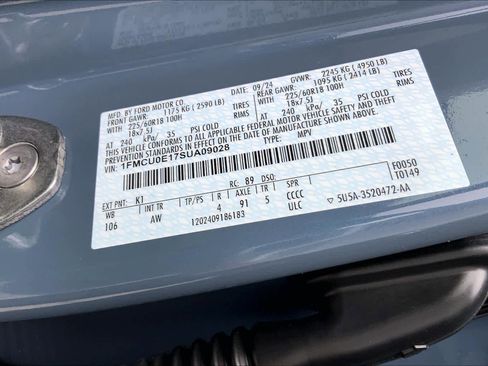 MFD. BY FORD MOTOR CO.
DATE: 09/24 GVWR: 2245 KG ( 4950 LB)
FRONT GAWR: 1175 KG ( 2590 LB) REAR GAWR: 1095 KG ( 2414 LB)
225/60R18 100H TIRES 225/60R18 100H
18x7.5J RIMS 18x7.5J
AT 240 kPa/ 35 PSI COLD AT 240 kPa/ 35 PSI COLD
THIS VEHICLE CONFORMS TO ALL APPLICABLE FEDERAL MOTOR VEHICLE SAFETY AND THEFT PREVENTION STANDARDS IN EFFECT ON THE DATE OF MANUFACTURE SHOWN ABOVE.
VIN: 1FMCU0E17SUA09028 TYPE: MPV
F0050
T0149
EXT PNT: K1 RC: 89 DSO:
WB INT TR TP/PS R AXLE TR SPR
106 AW 4 91 5 CCCC
1202409186183 ULC
5U5A-3520472-AA